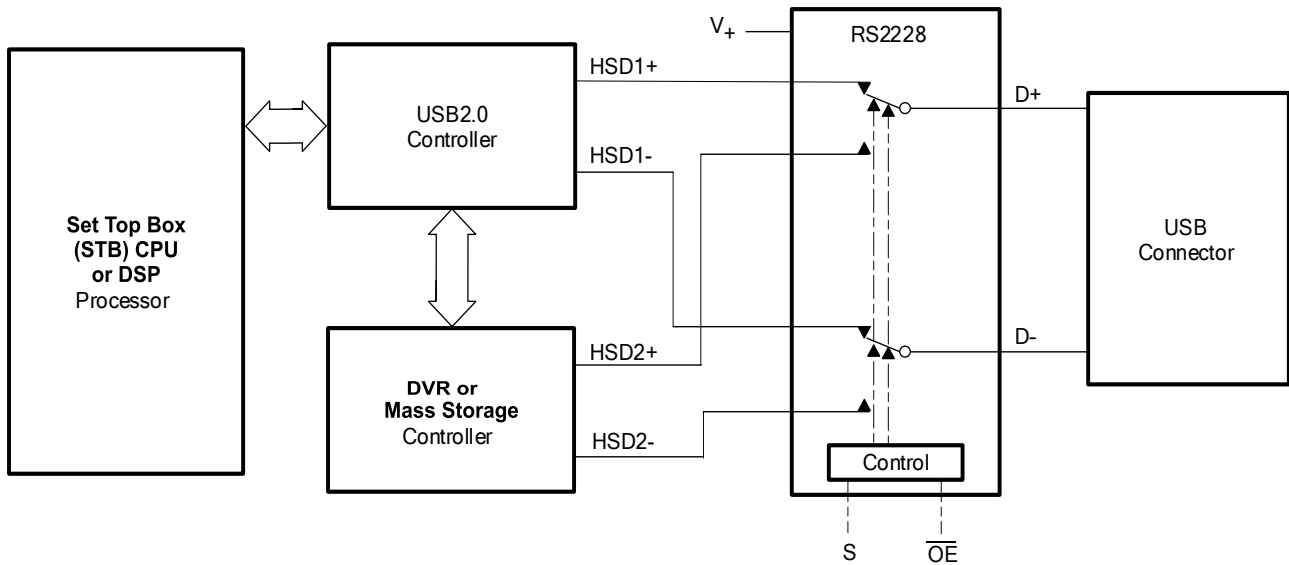 V+
RS2228
HSD1+
D+
USB2.0
Controller
HSD1-
Set Top Box
(STB) CPU
or DSP
Processor
USB
Connector
D-
HSD2+
DVR or
Mass Storage
Controller
HSD2-
Control
S
O̅E̅